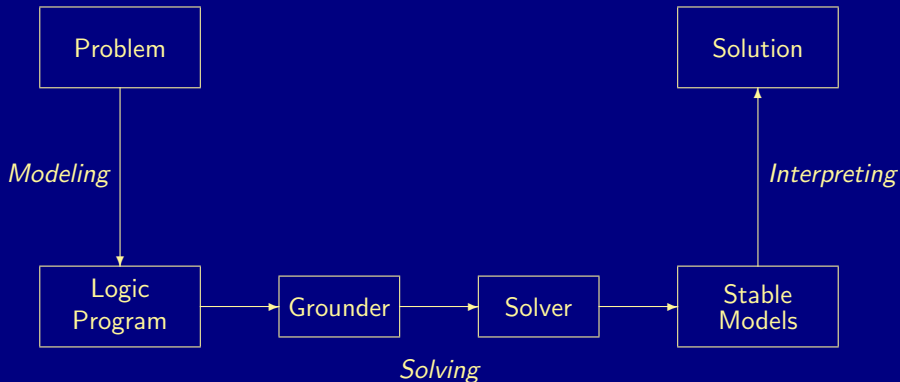 Problem
Solution
Modeling
Interpreting
Logic
Program
Grounder
Solver
Stable
Models
Solving